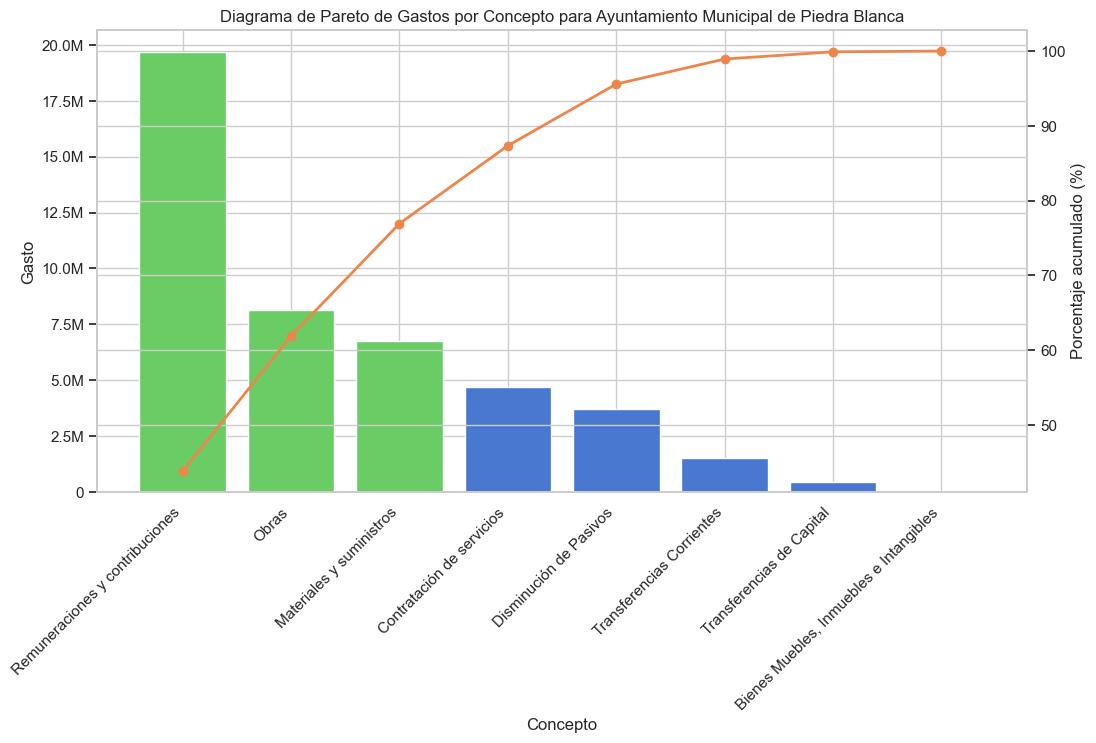 Diagrama de Pareto de Gastos por Concepto para Ayuntamiento Municipal de Piedra Blanca
20.0M
17.5M
15.0M
12.5M
10.0M
7.5M
5.0M
2.5M
0
Gasto
100
90
80
70
60
50
Porcentaje acumulado (%)
Remuneraciones y contribuciones
Obras
Materiales y suministros
Contratación de servicios
Disminución de Pasivos
Transferencias Corrientes
Transferencias de Capital
Bienes Muebles, Inmuebles e Intangibles
Concepto